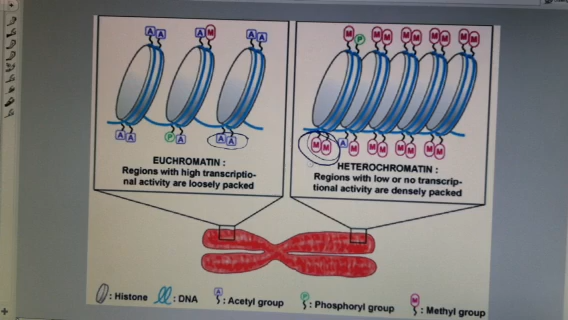 A A A M A A
M P M M M M M M M M
A A P A A A
M M A M M M M M M M
EUCHROMATIN :
Regions with high transcriptio-
nal activity are loosely packed
HETEROCHROMATIN :
Regions with low or no transcrip-
tional activity are densely packed
: Histone : DNA A : Acetyl group P : Phosphoryl group M : Methyl group